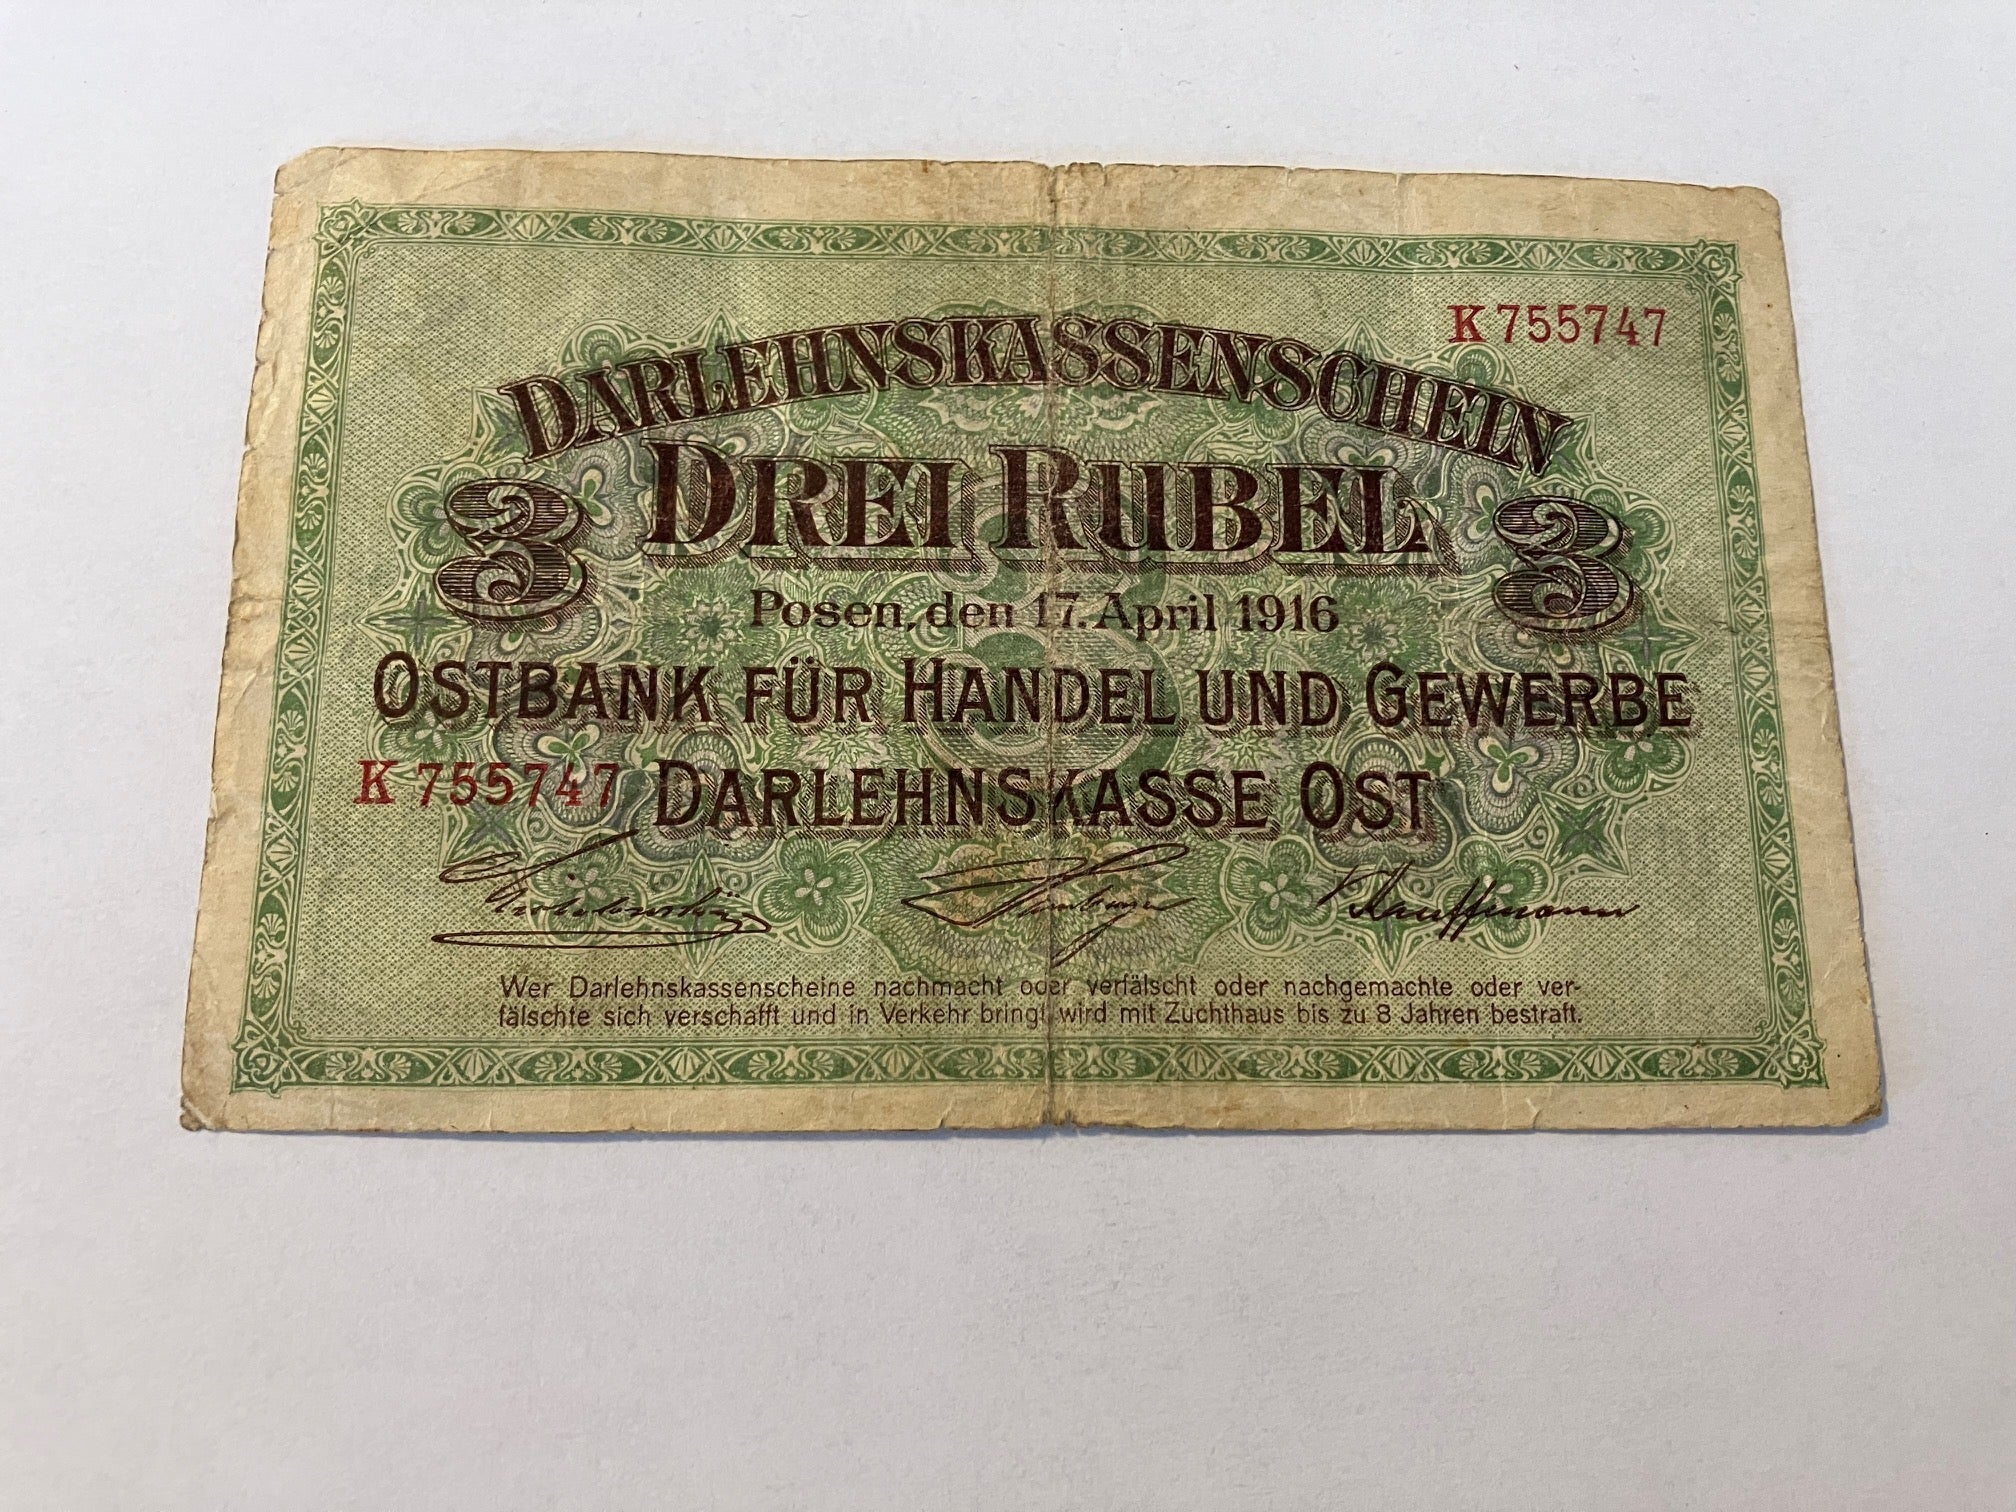 K 755747
DARLEHNSKASSENSCHEIN
3 DREI RUBEL 3
Posen, den 17. April 1916
OSTBANK FÜR HANDEL UND GEWERBE
K 755747 DARLEHNSKASSE OST
Kauffmann
Wer Darlehnskassenscheine nachmacht oder verfälscht oder nachgemachte oder ver-
fälschte sich verschafft und in Verkehr bringt, wird mit Zuchthaus bis zu 8 Jahren bestraft.